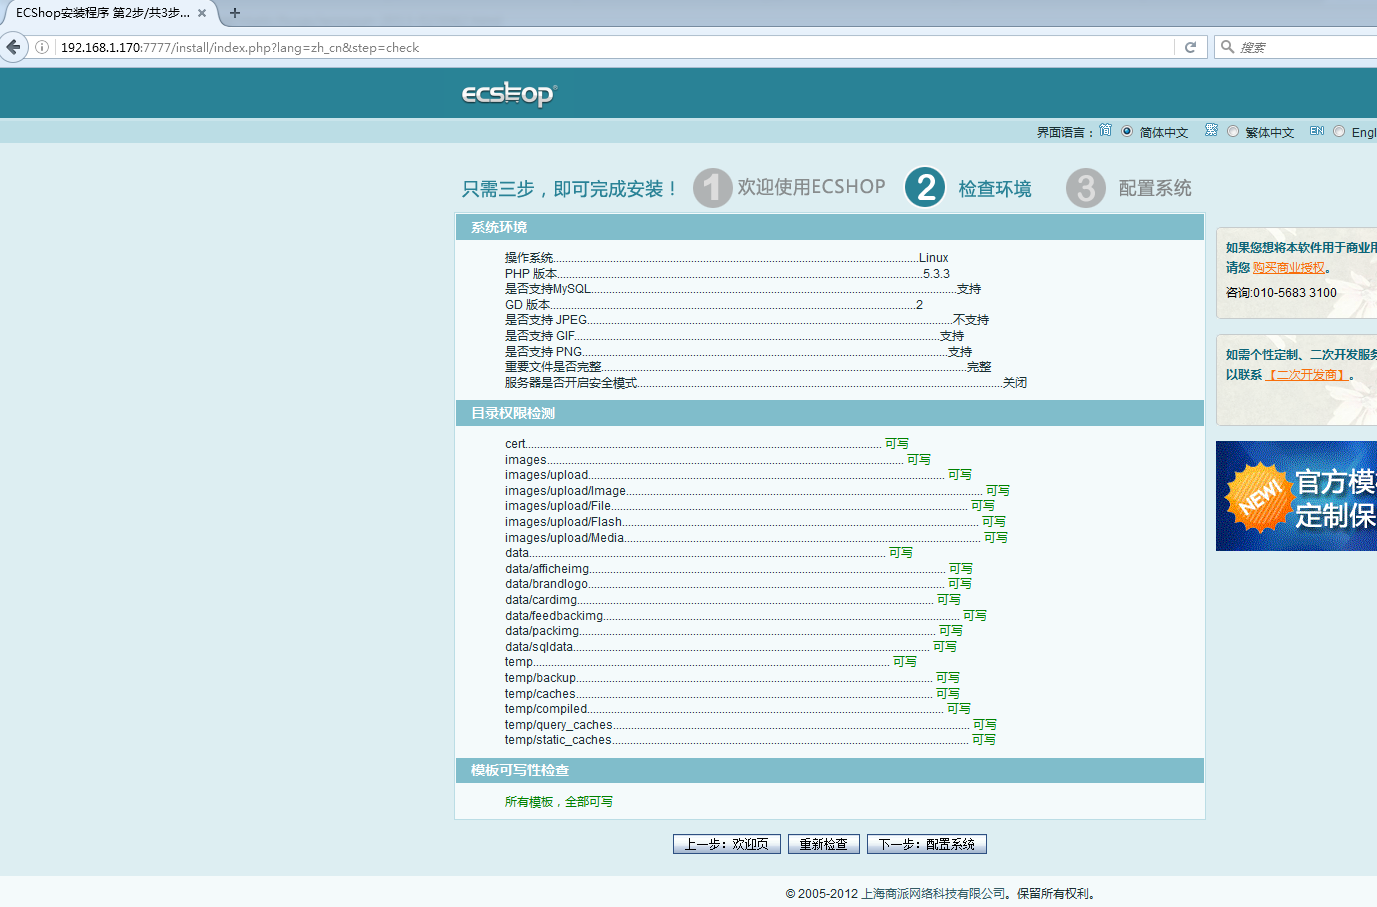 ECShop安装程序 第2步/共3步...
192.168.1.170:7777/install/index.php?lang=zh_cn&step=check
搜索
ecshop
界面语言： 简 简体中文 繁 繁体中文 EN Engl
只需三步，即可完成安装！ 1 欢迎使用ECSHOP 2 检查环境 3 配置系统
系统环境
操作系统....................Linux
PHP 版本....................5.3.3
是否支持MySQL....................支持
GD 版本....................2
是否支持 JPEG....................不支持
是否支持 GIF....................支持
是否支持 PNG....................支持
重要文件是否完整....................完整
服务器是否开启安全模式....................关闭
目录权限检测
cert.................... 可写
images.................... 可写
images/upload.................... 可写
images/upload/Image.................... 可写
images/upload/File.................... 可写
images/upload/Flash.................... 可写
images/upload/Media.................... 可写
data.................... 可写
data/afficheimg.................... 可写
data/brandlogo.................... 可写
data/cardimg.................... 可写
data/feedbackimg.................... 可写
data/packimg.................... 可写
data/sqldata.................... 可写
temp.................... 可写
temp/backup.................... 可写
temp/caches.................... 可写
temp/compiled.................... 可写
temp/query_caches.................... 可写
temp/static_caches.................... 可写
模板可写性检查
所有模板，全部可写
上一步：欢迎页 重新检查 下一步：配置系统
如果您想将本软件用于商业用
请您 购买商业授权。
咨询:010-5683 3100
如需个性定制、二次开发服务
以联系 【二次开发商】。
NEW!
官方模
定制保
© 2005-2012 上海商派网络科技有限公司。保留所有权利。